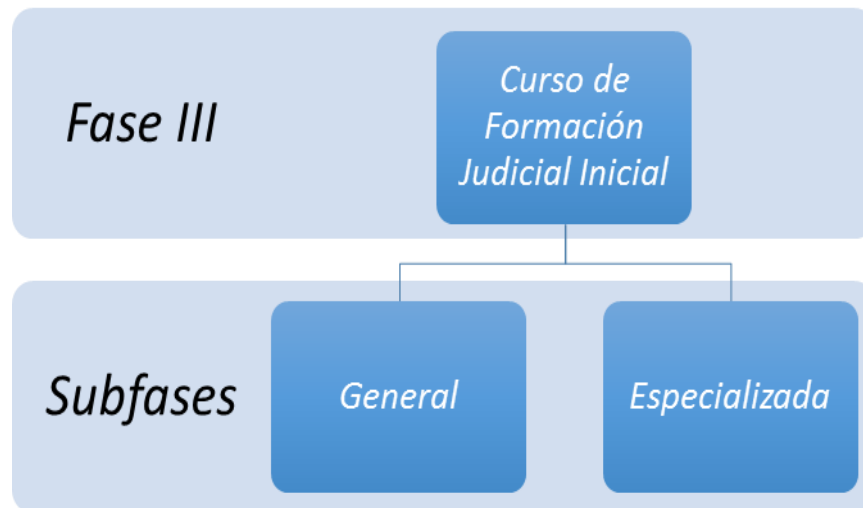 Fase III
Curso de
Formación
Judicial Inicial
Subfases
General
Especializada